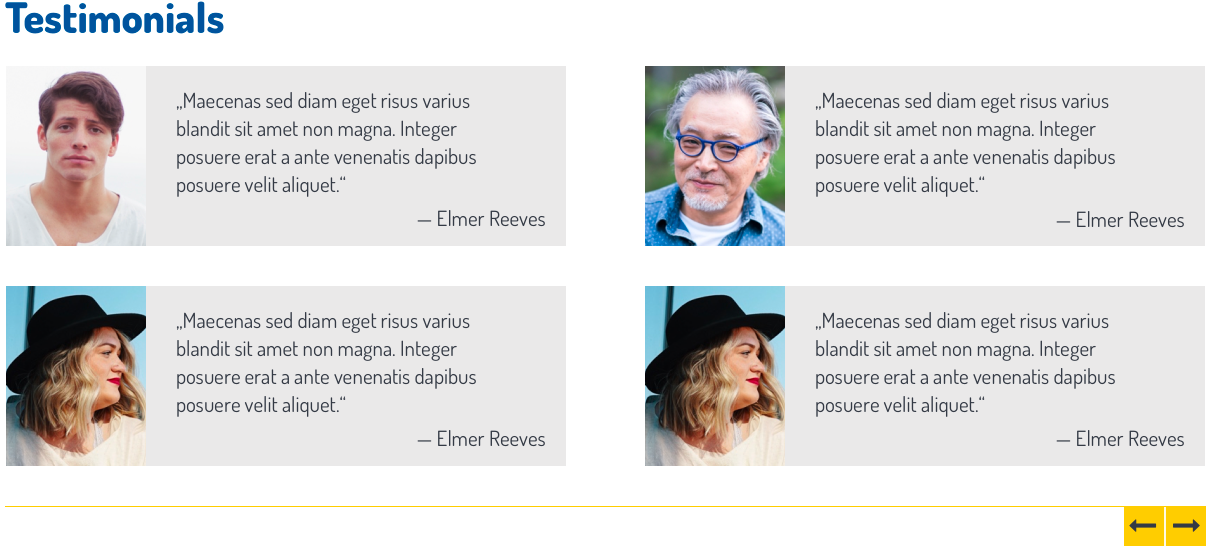 Testimonials
„Maecenas sed diam eget risus varius
blandit sit amet non magna. Integer
posuere erat a ante venenatis dapibus
posuere velit aliquet.“
— Elmer Reeves
„Maecenas sed diam eget risus varius
blandit sit amet non magna. Integer
posuere erat a ante venenatis dapibus
posuere velit aliquet.“
— Elmer Reeves
„Maecenas sed diam eget risus varius
blandit sit amet non magna. Integer
posuere erat a ante venenatis dapibus
posuere velit aliquet.“
— Elmer Reeves
„Maecenas sed diam eget risus varius
blandit sit amet non magna. Integer
posuere erat a ante venenatis dapibus
posuere velit aliquet.“
— Elmer Reeves